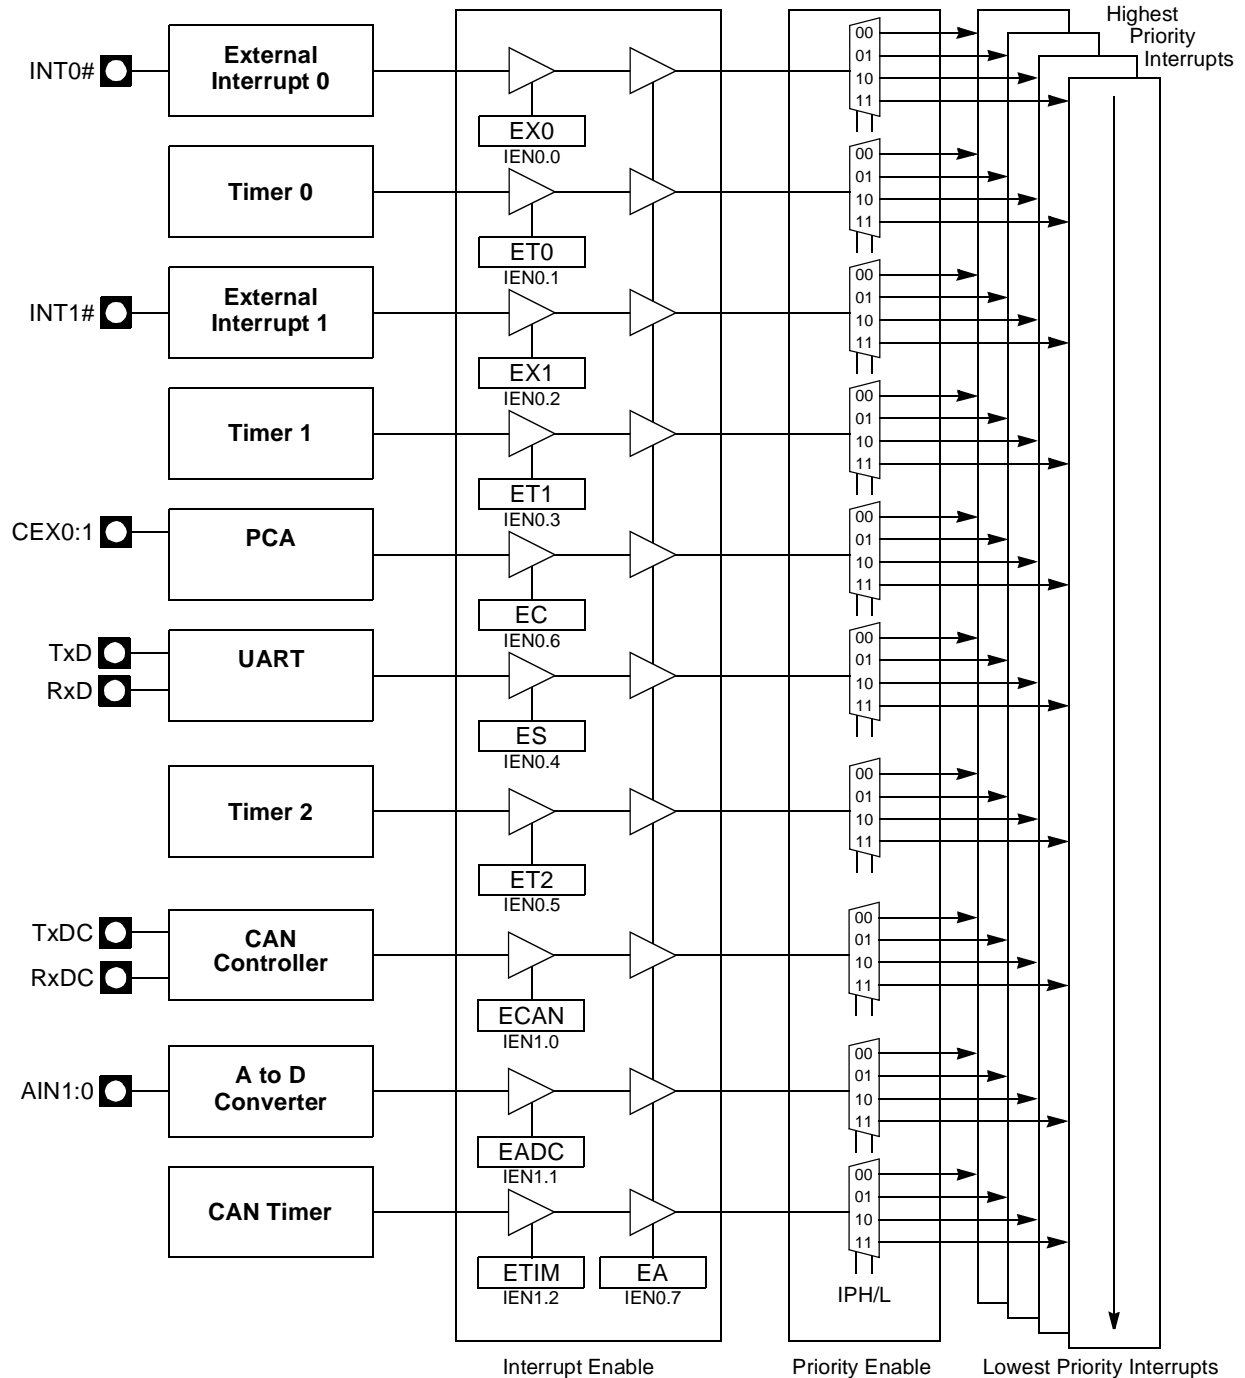 Highest
Priority
Interrupts
INT0#
External
Interrupt 0
EX0
IEN0.0
00
01
10
11
Timer 0
ET0
IEN0.1
00
01
10
11
INT1#
External
Interrupt 1
EX1
IEN0.2
00
01
10
11
Timer 1
ET1
IEN0.3
00
01
10
11
CEX0:1
PCA
EC
IEN0.6
00
01
10
11
TxD
RxD
UART
ES
IEN0.4
00
01
10
11
Timer 2
ET2
IEN0.5
00
01
10
11
TxDC
RxDC
CAN
Controller
ECAN
IEN1.0
00
01
10
11
AIN1:0
A to D
Converter
EADC
IEN1.1
00
01
10
11
CAN Timer
ETIM
IEN1.2
EA
IEN0.7
00
01
10
11
IPH/L
Interrupt Enable
Priority Enable
Lowest Priority Interrupts